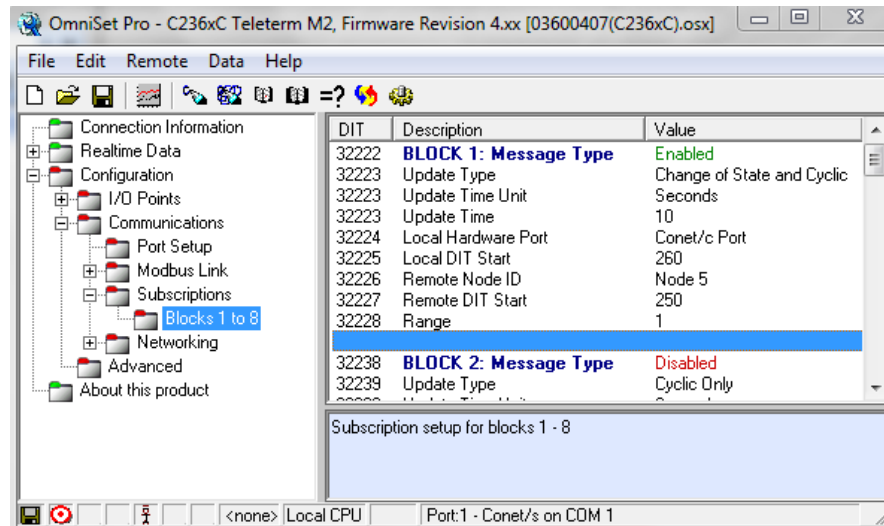 OmniSet Pro - C236xC Teleterm M2, Firmware Revision 4.xx [03600407(C236xC).osx]
File Edit Remote Data Help
=?
Connection Information
Realtime Data
Configuration
I/O Points
Communications
Port Setup
Modbus Link
Subscriptions
Blocks 1 to 8
Networking
Advanced
About this product
DIT Description Value
32222 BLOCK 1: Message Type Enabled
32223 Update Type Change of State and Cyclic
32223 Update Time Unit Seconds
32223 Update Time 10
32224 Local Hardware Port Conet/c Port
32225 Local DIT Start 260
32226 Remote Node ID Node 5
32227 Remote DIT Start 250
32228 Range 1
32238 BLOCK 2: Message Type Disabled
32239 Update Type Cyclic Only
Subscription setup for blocks 1 - 8
<none> Local CPU Port:1 - Conet/s on COM 1